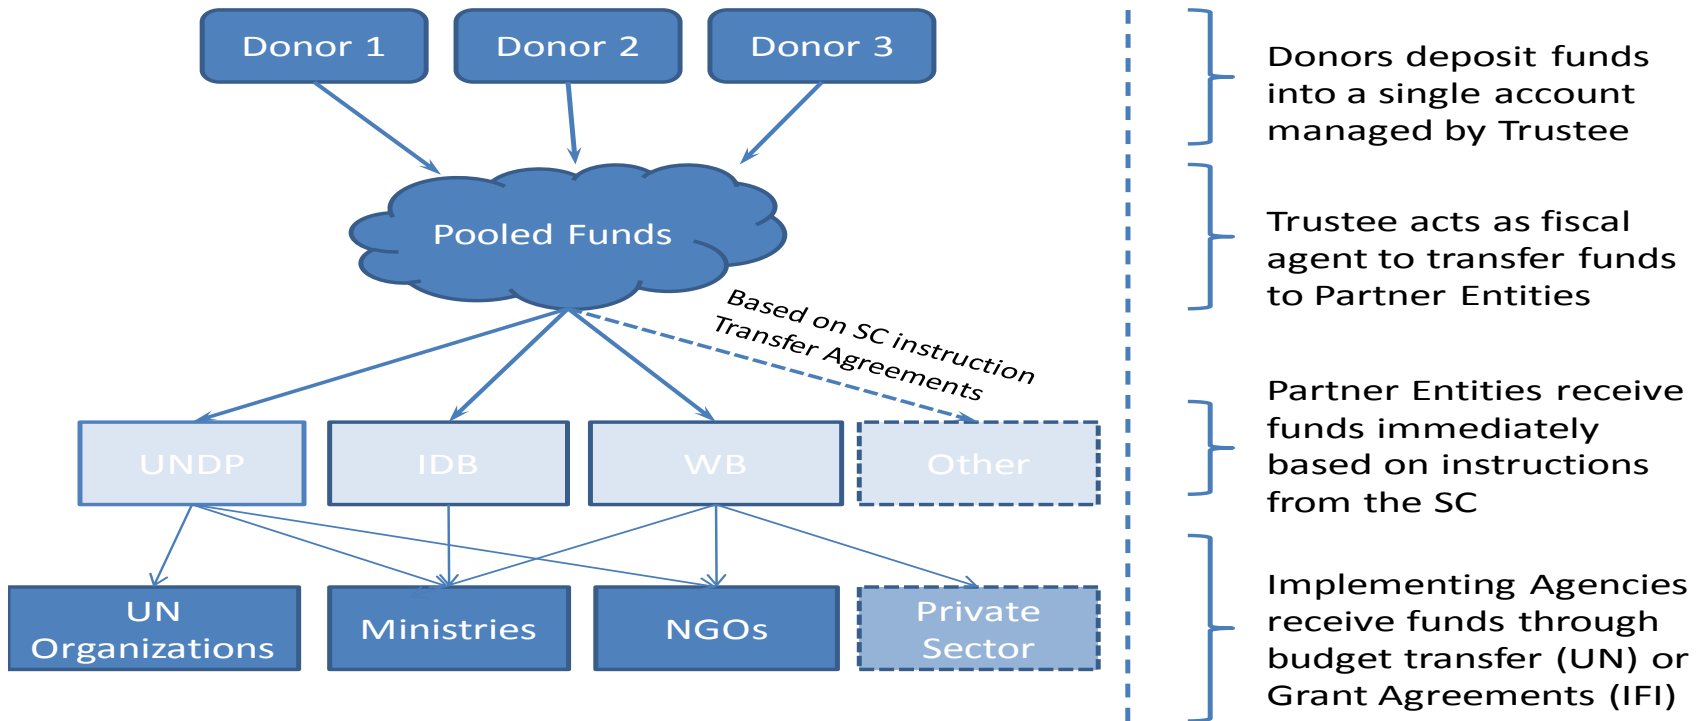 Donor 1
Donor 2
Donor 3
Donors deposit funds
into a single account
managed by Trustee
Pooled Funds
Trustee acts as fiscal
agent to transfer funds
to Partner Entities
Based on SC instruction
Transfer Agreements
UNDP
IDB
WB
Other
Partner Entities receive
funds immediately
based on instructions
from the SC
UN
Organizations
Ministries
NGOs
Private
Sector
Implementing Agencies
receive funds through
budget transfer (UN) or
Grant Agreements (IFI)